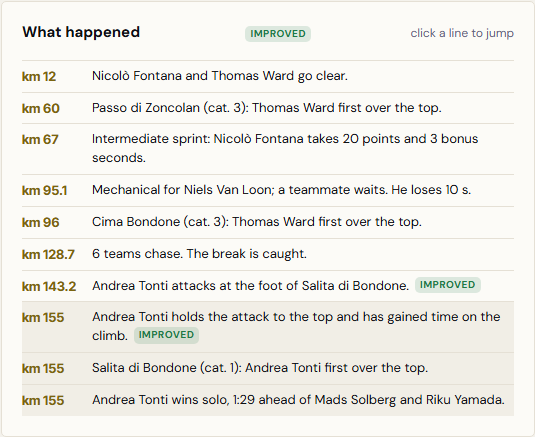 What happened
IMPROVED
click a line to jump
km 12 Nicolò Fontana and Thomas Ward go clear.
km 60 Passo di Zoncolan (cat. 3): Thomas Ward first over the top.
km 67 Intermediate sprint: Nicolò Fontana takes 20 points and 3 bonus
seconds.
km 95.1 Mechanical for Niels Van Loon; a teammate waits. He loses 10 s.
km 96 Cima Bondone (cat. 3): Thomas Ward first over the top.
km 128.7 6 teams chase. The break is caught.
km 143.2 Andrea Tonti attacks at the foot of Salita di Bondone. IMPROVED
km 155 Andrea Tonti holds the attack to the top and has gained time on the
climb. IMPROVED
km 155 Salita di Bondone (cat. 1): Andrea Tonti first over the top.
km 155 Andrea Tonti wins solo, 1:29 ahead of Mads Solberg and Riku Yamada.